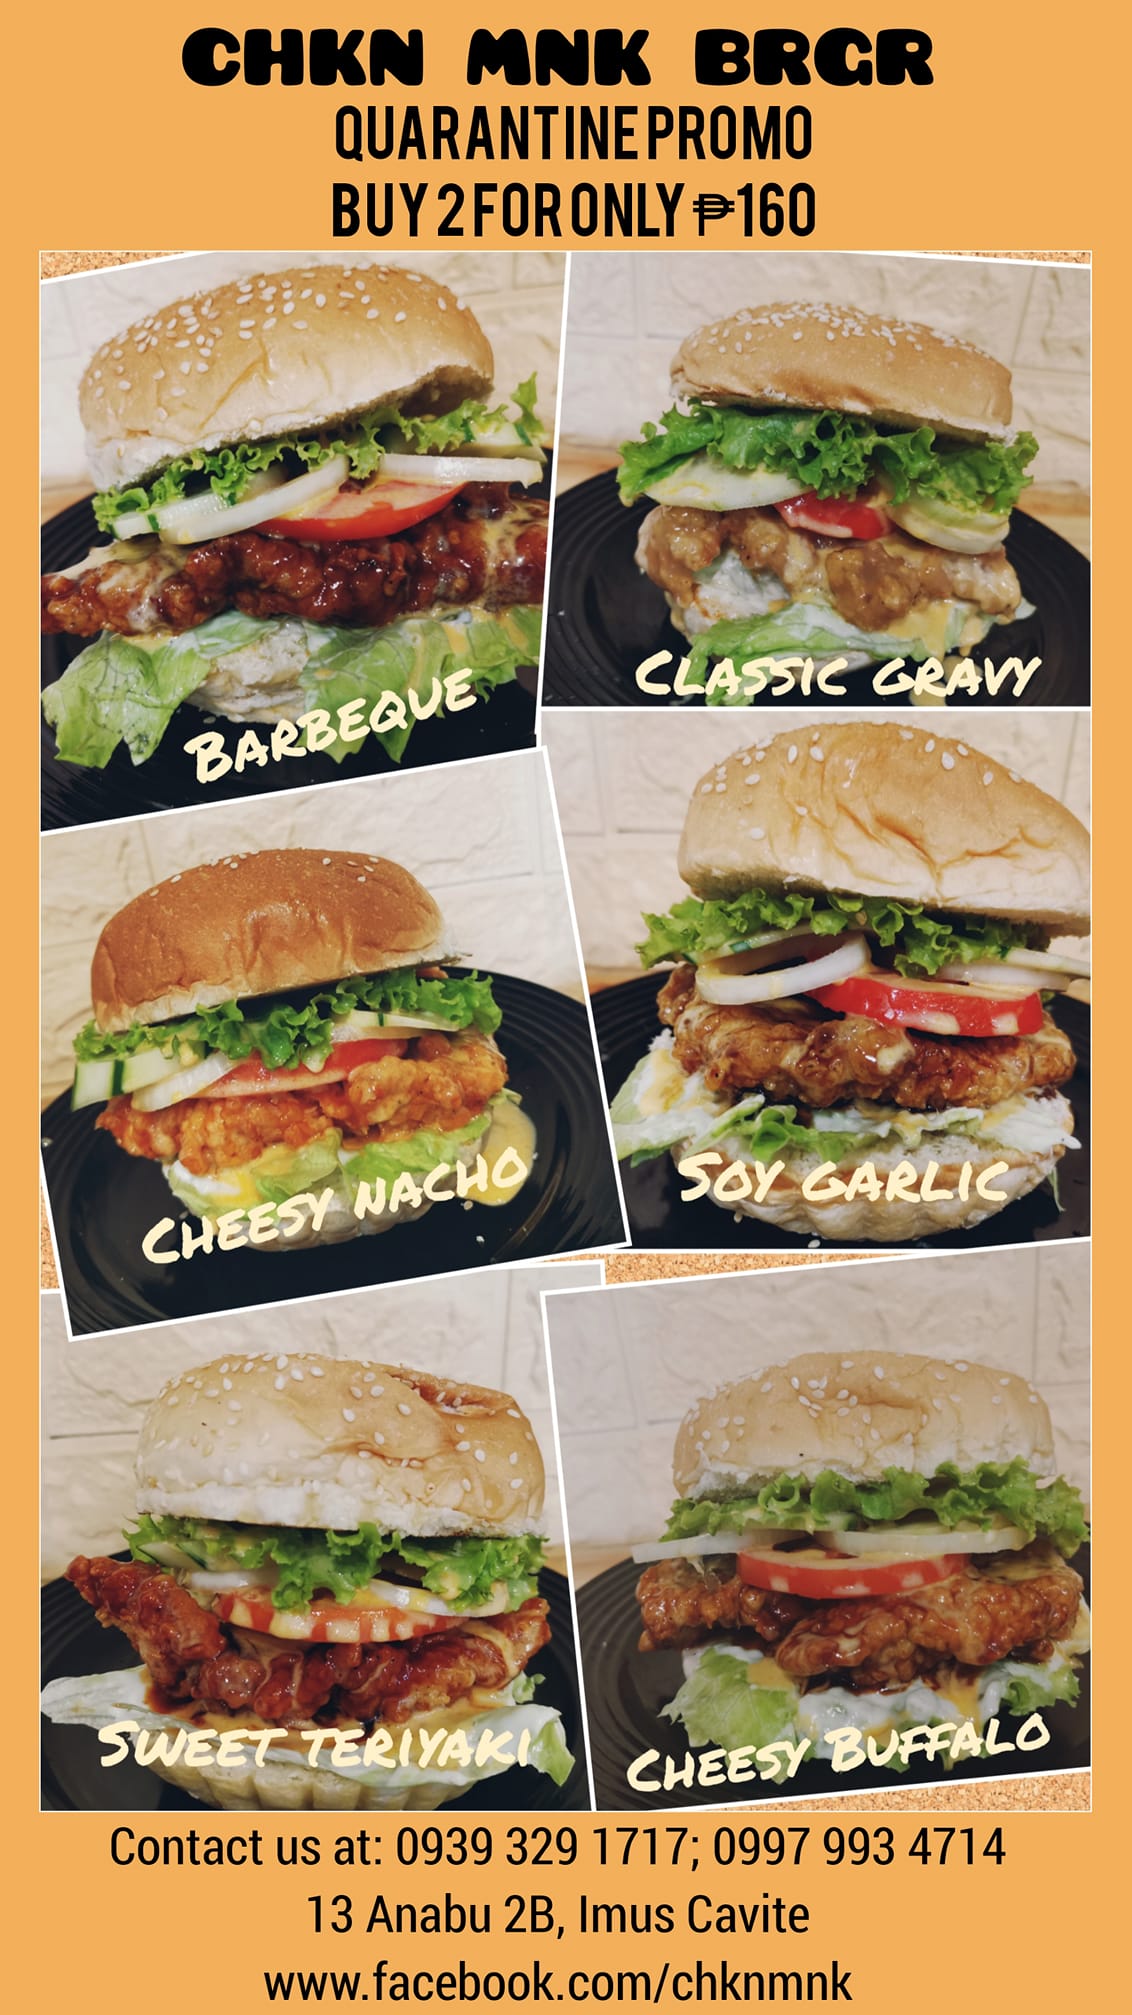 CHKN MNK BRGR
QUARANTINE PROMO
BUY 2 FOR ONLY ₱160
BARBEQUE
CLASSIC GRAVY
CHEESY NACHO
SOY GARLIC
SWEET TERIYAKI
CHEESY BUFFALO
Contact us at: 0939 329 1717; 0997 993 4714
13 Anabu 2B, Imus Cavite
www.facebook.com/chknmnk